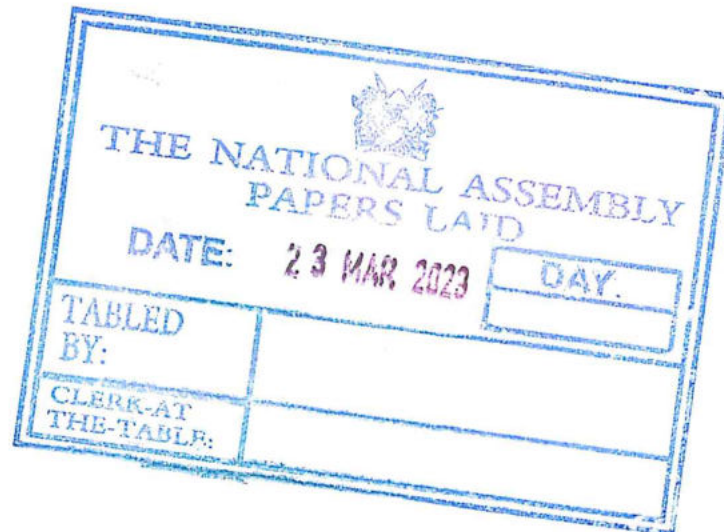 THE NATIONAL ASSEMBLY
PAPERS LAID
DATE: 23 MAR 2023
DAY.
TABLED
BY:
CLERK-AT
THE-TABLE: